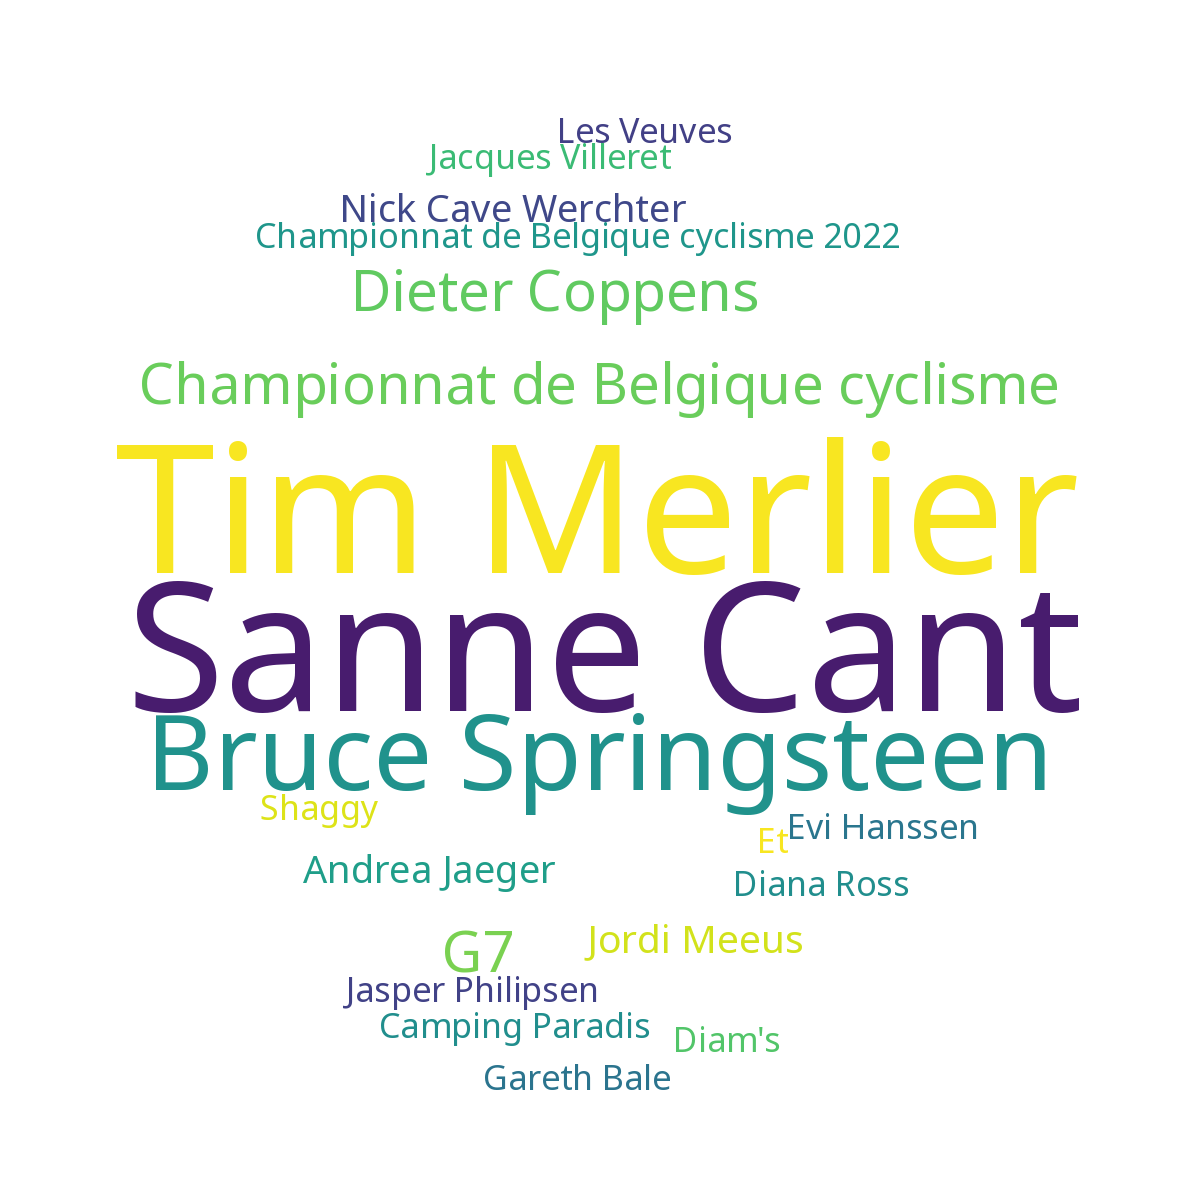 Les Veuves
Jacques Villeret
Nick Cave Werchter
Championnat de Belgique cyclisme 2022
Dieter Coppens
Championnat de Belgique cyclisme
Tim Merlier
Sanne Cant
Bruce Springsteen
Shaggy
Evi Hanssen
Et
Andrea Jaeger
Diana Ross
Jordi Meeus
G7
Jasper Philipsen
Camping Paradis
Diam's
Gareth Bale